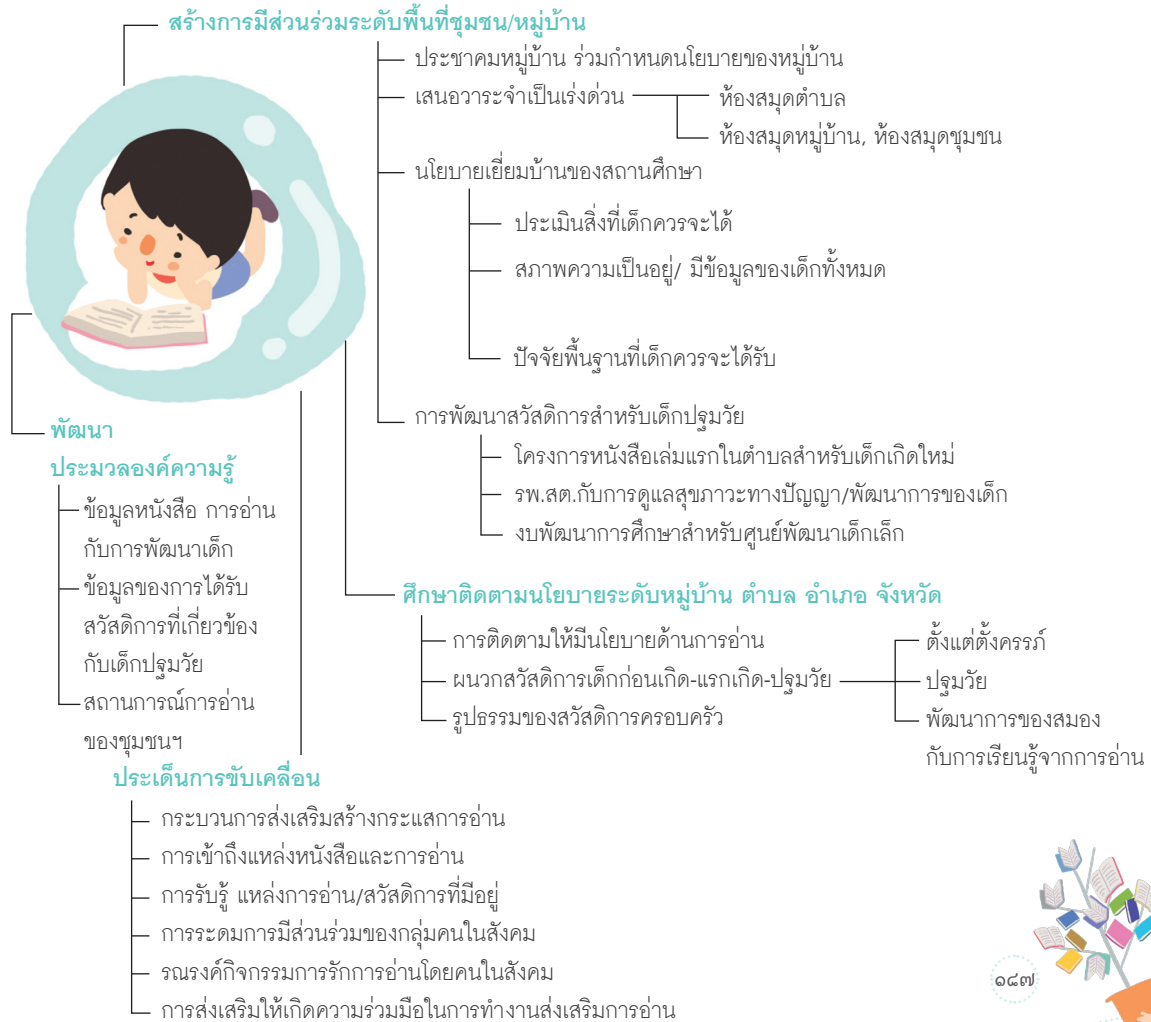 สร้างการมีส่วนร่วมระดับพื้นที่ชุมชน/หมู่บ้าน
ประชาคมหมู่บ้าน ร่วมกำหนดนโยบายของหมู่บ้าน
เสนอวาระจำเป็นเร่งด่วน
ห้องสมุดตำบล
ห้องสมุดหมู่บ้าน, ห้องสมุดชุมชน
นโยบายเยี่ยมบ้านของสถานศึกษา
ประเมินสิ่งที่เด็กควรจะได้
สภาพความเป็นอยู่/ มีข้อมูลของเด็กทั้งหมด
ปัจจัยพื้นฐานที่เด็กควรจะได้รับ
การพัฒนาสวัสดิการสำหรับเด็กปฐมวัย
โครงการหนังสือเล่มแรกในตำบลสำหรับเด็กเกิดใหม่
รพ.สต.กับการดูแลสุขภาวะทางปัญญา/พัฒนาการของเด็ก
งบพัฒนาการศึกษาสำหรับศูนย์พัฒนาเด็กเล็ก
พัฒนา
ประมวลองค์ความรู้
ข้อมูลหนังสือ การอ่าน
กับการพัฒนาเด็ก
ข้อมูลของการได้รับ
สวัสดิการที่เกี่ยวข้อง
กับเด็กปฐมวัย
สถานการณ์การอ่าน
ของชุมชนฯ
ศึกษาติดตามนโยบายระดับหมู่บ้าน ตำบล อำเภอ จังหวัด
การติดตามให้มีนโยบายด้านการอ่าน
ผนวกสวัสดิการเด็กก่อนเกิด-แรกเกิด-ปฐมวัย
รูปธรรมของสวัสดิการครอบครัว
ตั้งแต่ตั้งครรภ์
ปฐมวัย
พัฒนาการของสมอง
กับการเรียนรู้จากการอ่าน
ประเด็นการขับเคลื่อน
กระบวนการส่งเสริมสร้างกระแสการอ่าน
การเข้าถึงแหล่งหนังสือและการอ่าน
การรับรู้ แหล่งการอ่าน/สวัสดิการที่มีอยู่
การระดมการมีส่วนร่วมของกลุ่มคนในสังคม
รณรงค์กิจกรรมการรักการอ่านโดยคนในสังคม
การส่งเสริมให้เกิดความร่วมมือในการทำงานส่งเสริมการอ่าน
๑๘๗